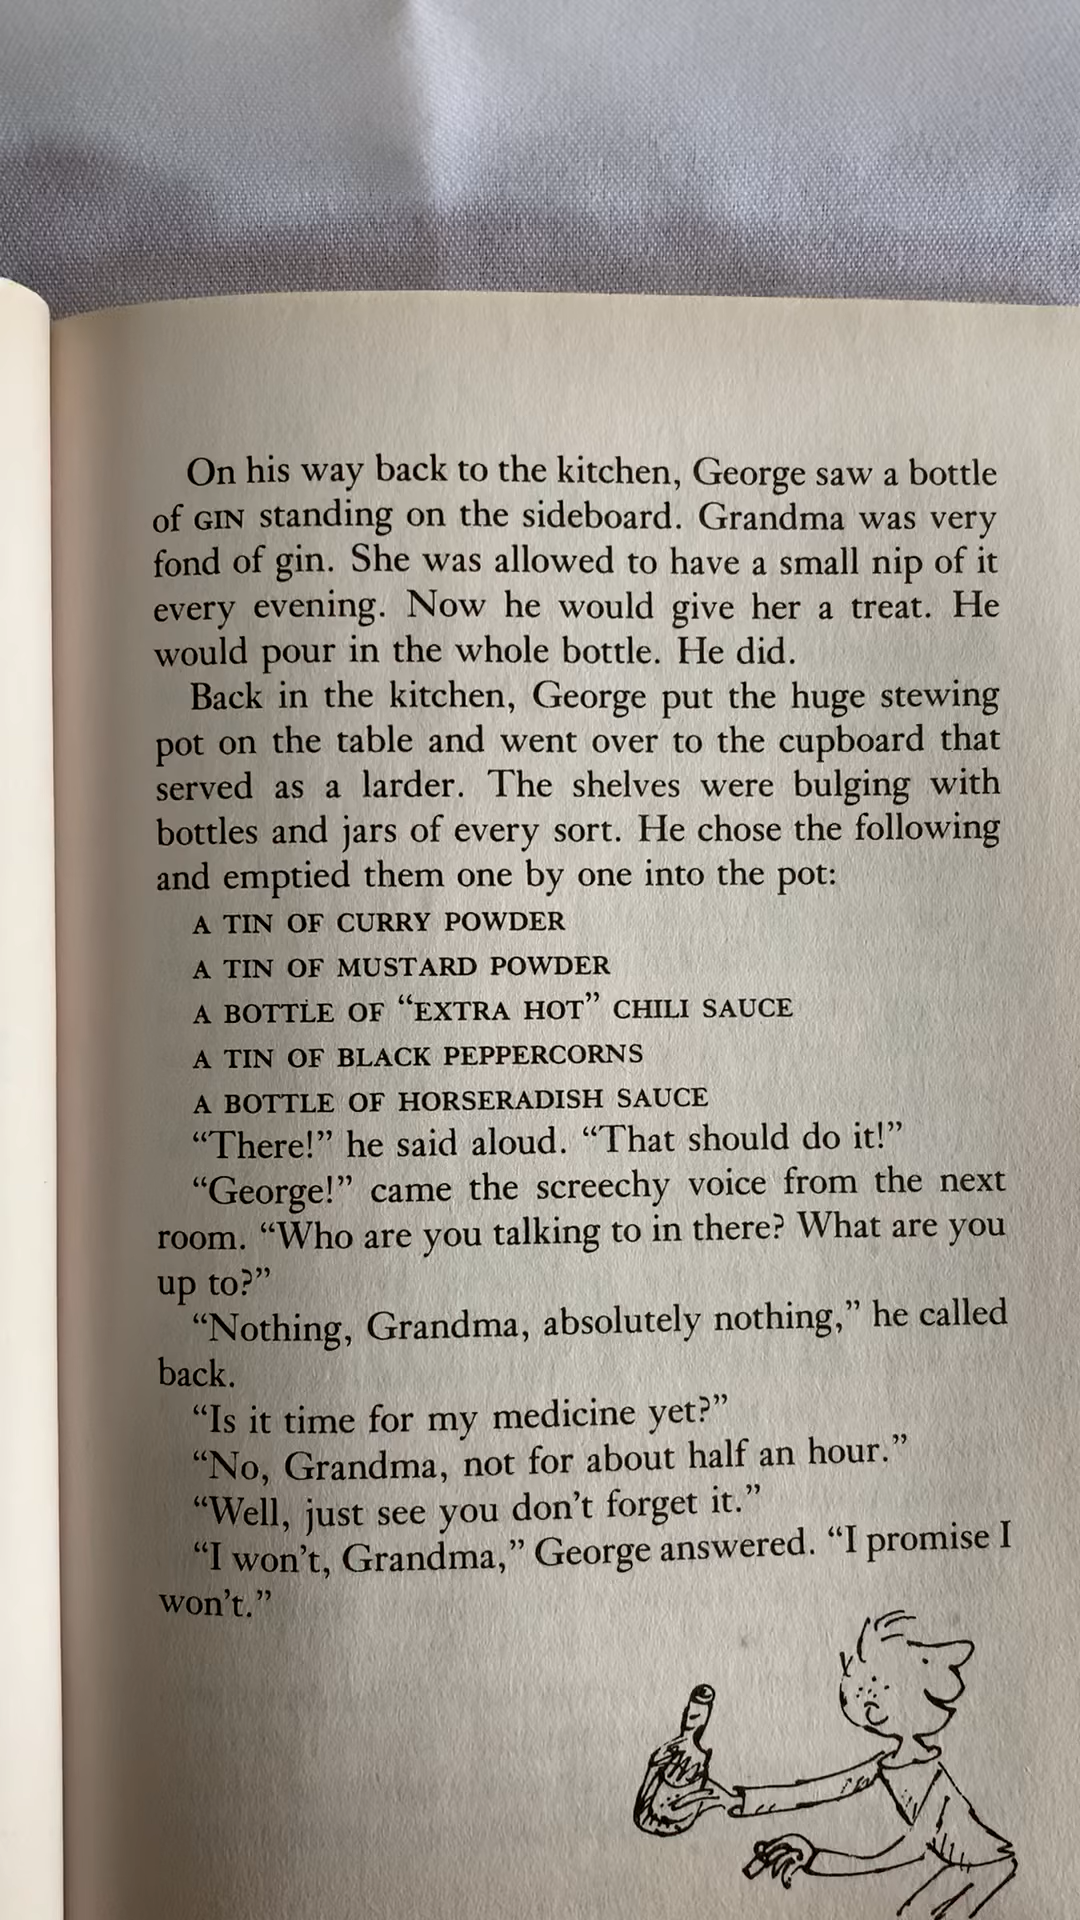 On his way back to the kitchen, George saw a bottle
of GIN standing on the sideboard. Grandma was very
fond of gin. She was allowed to have a small nip of it
every evening. Now he would give her a treat. He
would pour in the whole bottle. He did.
Back in the kitchen, George put the huge stewing
pot on the table and went over to the cupboard that
served as a larder. The shelves were bulging with
bottles and jars of every sort. He chose the following
and emptied them one by one into the pot:
A TIN OF CURRY POWDER
A TIN OF MUSTARD POWDER
A BOTTLE OF “EXTRA HOT” CHILI SAUCE
A TIN OF BLACK PEPPERCORNS
A BOTTLE OF HORSERADISH SAUCE
“There!” he said aloud. “That should do it!”
“George!” came the screechy voice from the next
room. “Who are you talking to in there? What are you
up to?”
“Nothing, Grandma, absolutely nothing,” he called
back.
“Is it time for my medicine yet?”
“No, Grandma, not for about half an hour.”
“Well, just see you don’t forget it.”
“I won’t, Grandma,” George answered. “I promise I
won’t.”